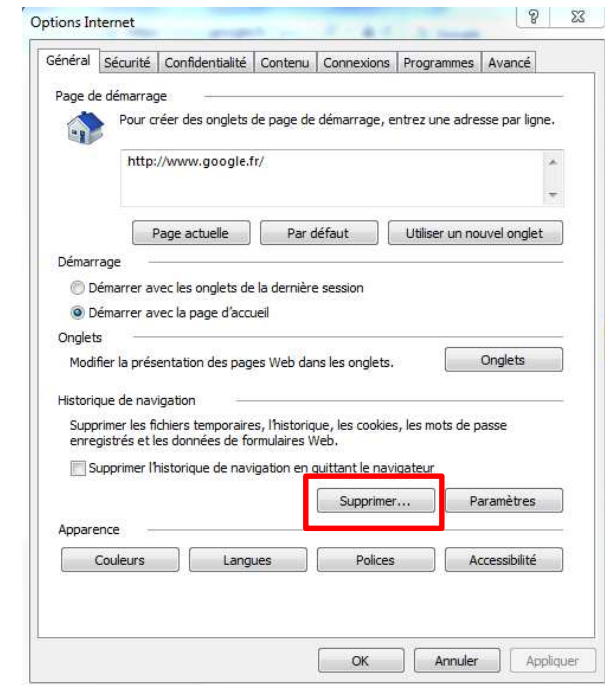 Options Internet
Général Sécurité Confidentialité Contenu Connexions Programmes Avancé
Page de démarrage
Pour créer des onglets de page de démarrage, entrez une adresse par ligne.
http://www.google.fr/
Page actuelle Par défaut Utiliser un nouvel onglet
Démarrage
Démarrer avec les onglets de la dernière session
Démarrer avec la page d'accueil
Onglets
Modifier la présentation des pages Web dans les onglets. Onglets
Historique de navigation
Supprimer les fichiers temporaires, l'historique, les cookies, les mots de passe
enregistrés et les données de formulaires Web.
Supprimer l'historique de navigation en quittant le navigateur
Supprimer... Paramètres
Apparence
Couleurs Langues Polices Accessibilité
OK Annuler Appliquer